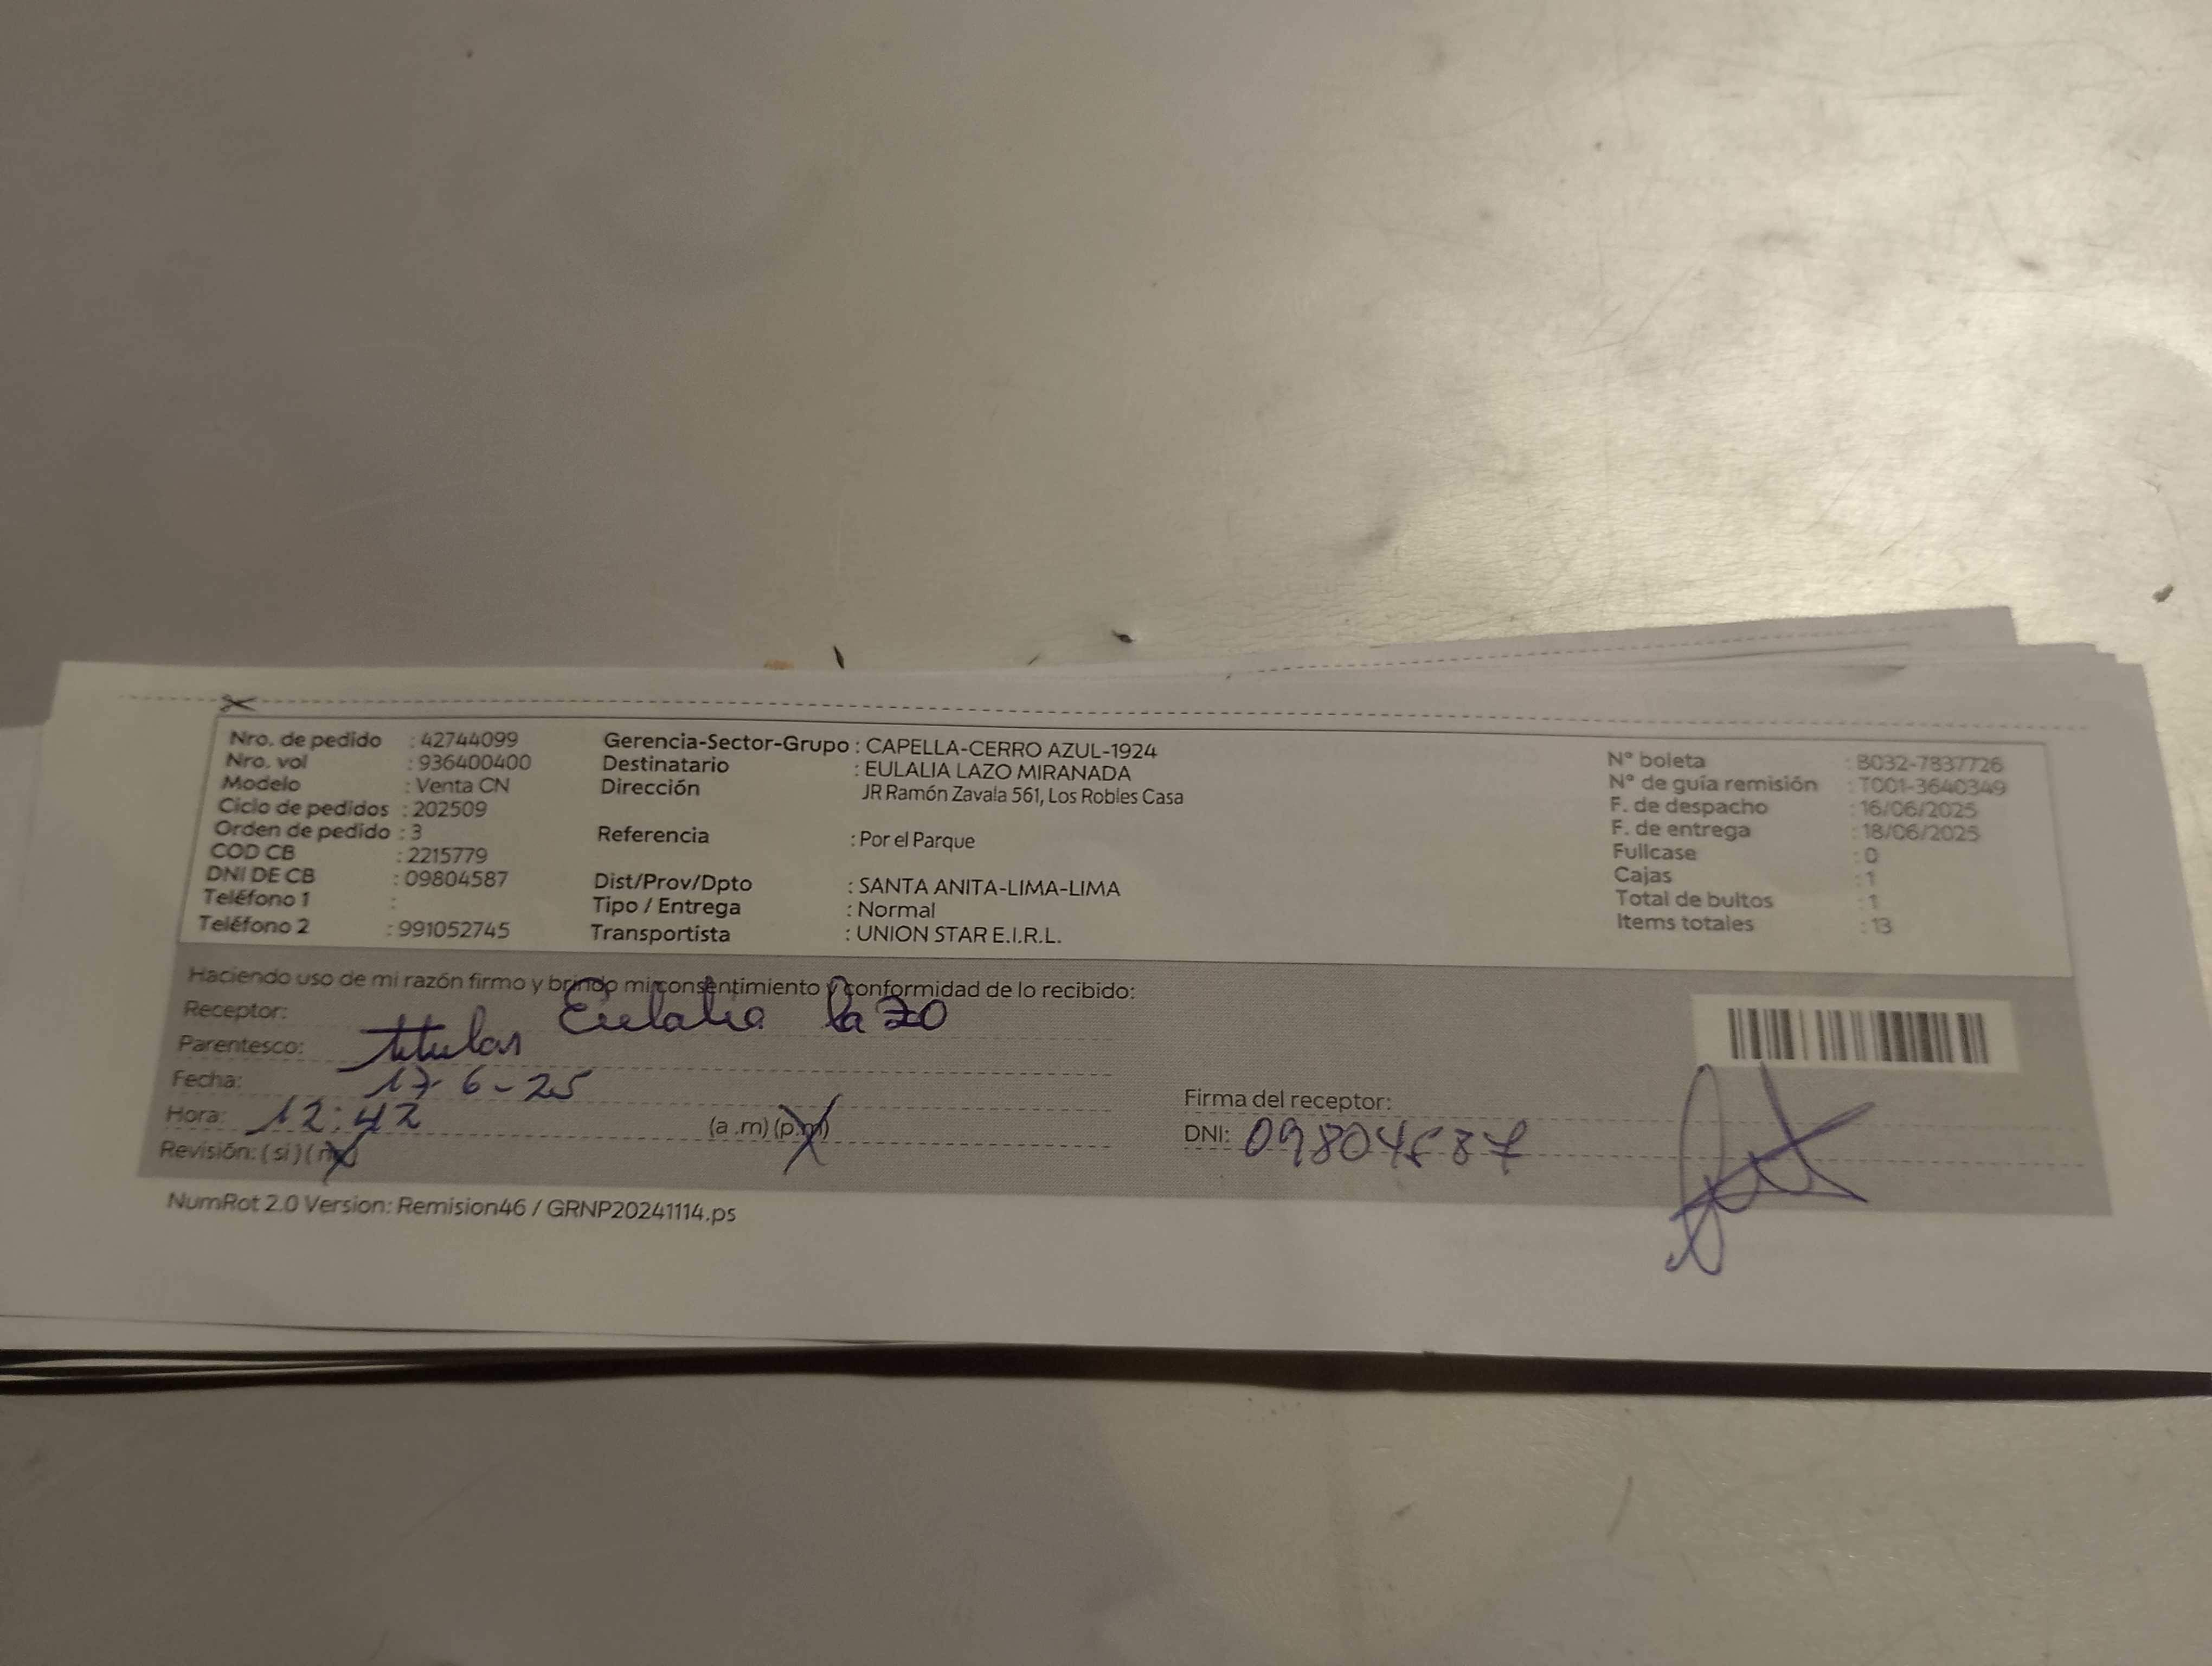 Nro. de pedido : 42744099
Nro. vol : 936400400
Modelo : Venta CN
Ciclo de pedidos : 202509
Orden de pedido : 3
COD CB : 2215779
DNI DE CB : 09804587
Teléfono 1 :
Teléfono 2 : 991052745
Gerencia-Sector-Grupo : CAPELLA-CERRO AZUL-1924
Destinatario : EULALIA LAZO MIRANADA
Dirección JR Ramón Zavala 561, Los Robles Casa
Referencia : Por el Parque
Dist/Prov/Dpto : SANTA ANITA-LIMA-LIMA
Tipo / Entrega : Normal
Transportista : UNION STAR E.I.R.L.
N° boleta : B032-7837726
N° de guía remisión : T001-3640349
F. de despacho : 16/06/2025
F. de entrega : 18/06/2025
Fullcase : 0
Cajas : 1
Total de bultos : 1
Items totales : 13
Haciendo uso de mi razón firmo y brindo mi consentimiento y conformidad de lo recibido:
Receptor: Eulalia Lazo
Parentesco: titular
Fecha: 17-6-25
Hora: 12:42 (a .m) (p.m)
Revisión: ( si ) ( no )
Firma del receptor:
DNI: 09804587
NumRot 2.0 Version: Remision46 / GRNP20241114.ps